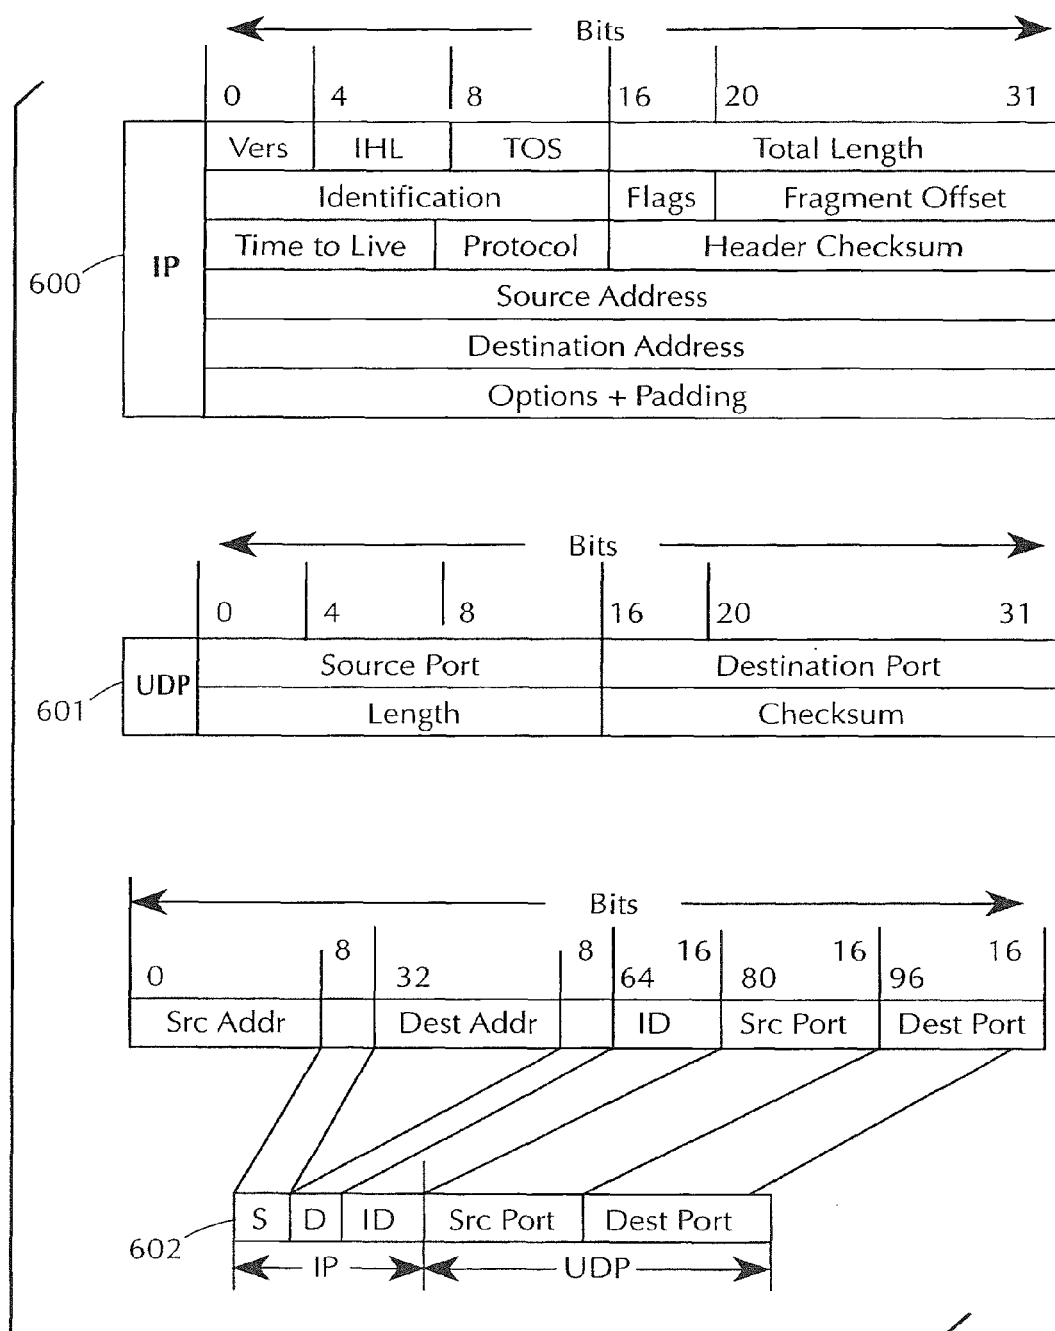 Bits
0 4 8 16 20 31
Vers IHL TOS Total Length
Identification Flags Fragment Offset
Time to Live Protocol Header Checksum
600 IP
Source Address
Destination Address
Options + Padding
Bits
0 4 8 16 20 31
Source Port Destination Port
601 UDP
Length Checksum
Bits
8 8 16 16 16
0 32 64 80 96
Src Addr Dest Addr ID Src Port Dest Port
S D ID Src Port Dest Port
602
IP UDP